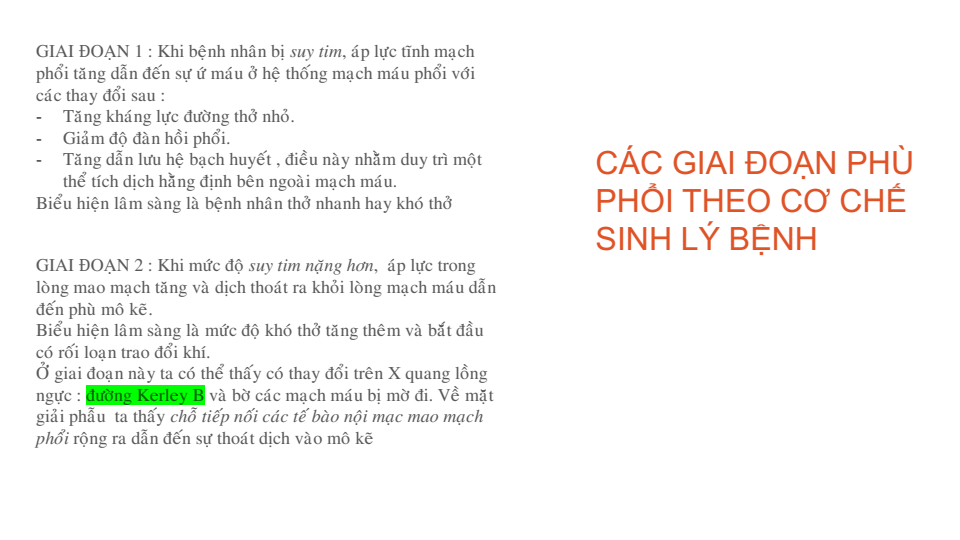 GIAI ĐOẠN 1 : Khi bệnh nhân bị suy tim, áp lực tĩnh mạch
phổi tăng dẫn đến sự ứ máu ở hệ thống mạch máu phổi với
các thay đổi sau :
- Tăng kháng lực đường thở nhỏ.
- Giảm độ đàn hồi phổi.
- Tăng dẫn lưu hệ bạch huyết , điều này nhằm duy trì một
thể tích dịch hằng định bên ngoài mạch máu.
Biểu hiện lâm sàng là bệnh nhân thở nhanh hay khó thở
GIAI ĐOẠN 2 : Khi mức độ suy tim nặng hơn, áp lực trong
lòng mao mạch tăng và dịch thoát ra khỏi lòng mạch máu dẫn
đến phù mô kẽ.
Biểu hiện lâm sàng là mức độ khó thở tăng thêm và bắt đầu
có rối loạn trao đổi khí.
Ở giai đoạn này ta có thể thấy có thay đổi trên X quang lồng
ngực : đường Kerley B và bờ các mạch máu bị mờ đi. Về mặt
giải phẫu ta thấy chỗ tiếp nối các tế bào nội mạc mao mạch
phổi rộng ra dẫn đến sự thoát dịch vào mô kẽ
CÁC GIAI ĐOẠN PHÙ
PHỔI THEO CƠ CHẾ
SINH LÝ BỆNH